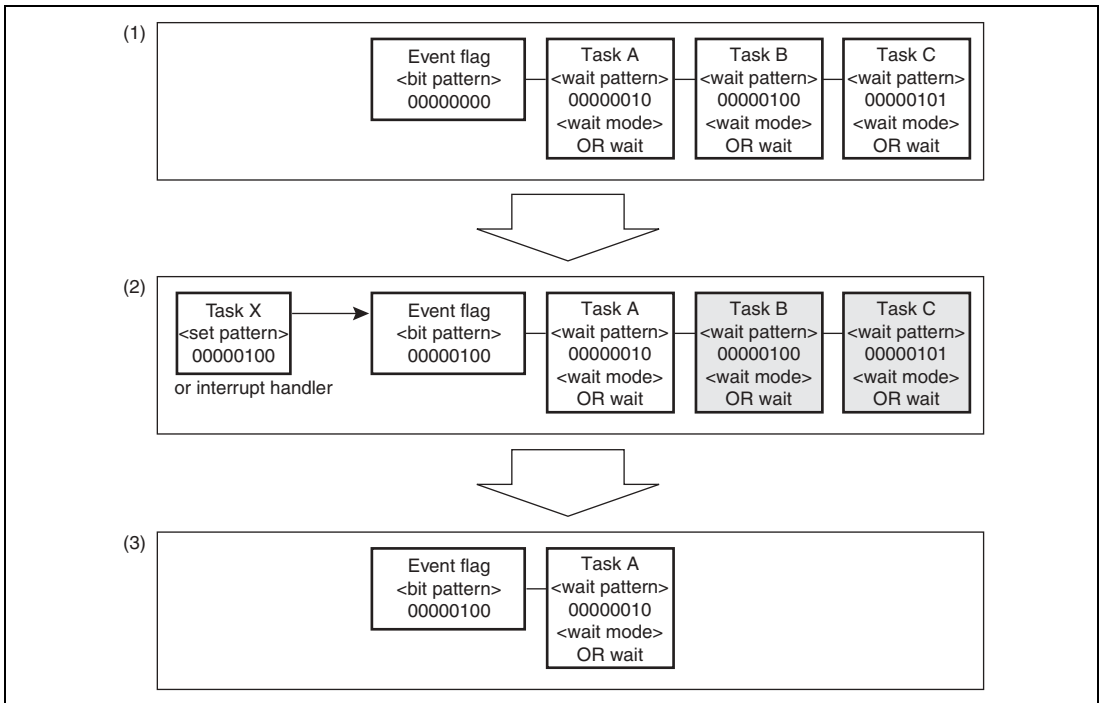 (1)
Event flag
<bit pattern>
00000000
Task A
<wait pattern>
00000010
<wait mode>
OR wait
Task B
<wait pattern>
00000100
<wait mode>
OR wait
Task C
<wait pattern>
00000101
<wait mode>
OR wait
(2)
Task X
<set pattern>
00000100
or interrupt handler
Event flag
<bit pattern>
00000100
Task A
<wait pattern>
00000010
<wait mode>
OR wait
Task B
<wait pattern>
00000100
<wait mode>
OR wait
Task C
<wait pattern>
00000101
<wait mode>
OR wait
(3)
Event flag
<bit pattern>
00000100
Task A
<wait pattern>
00000010
<wait mode>
OR wait